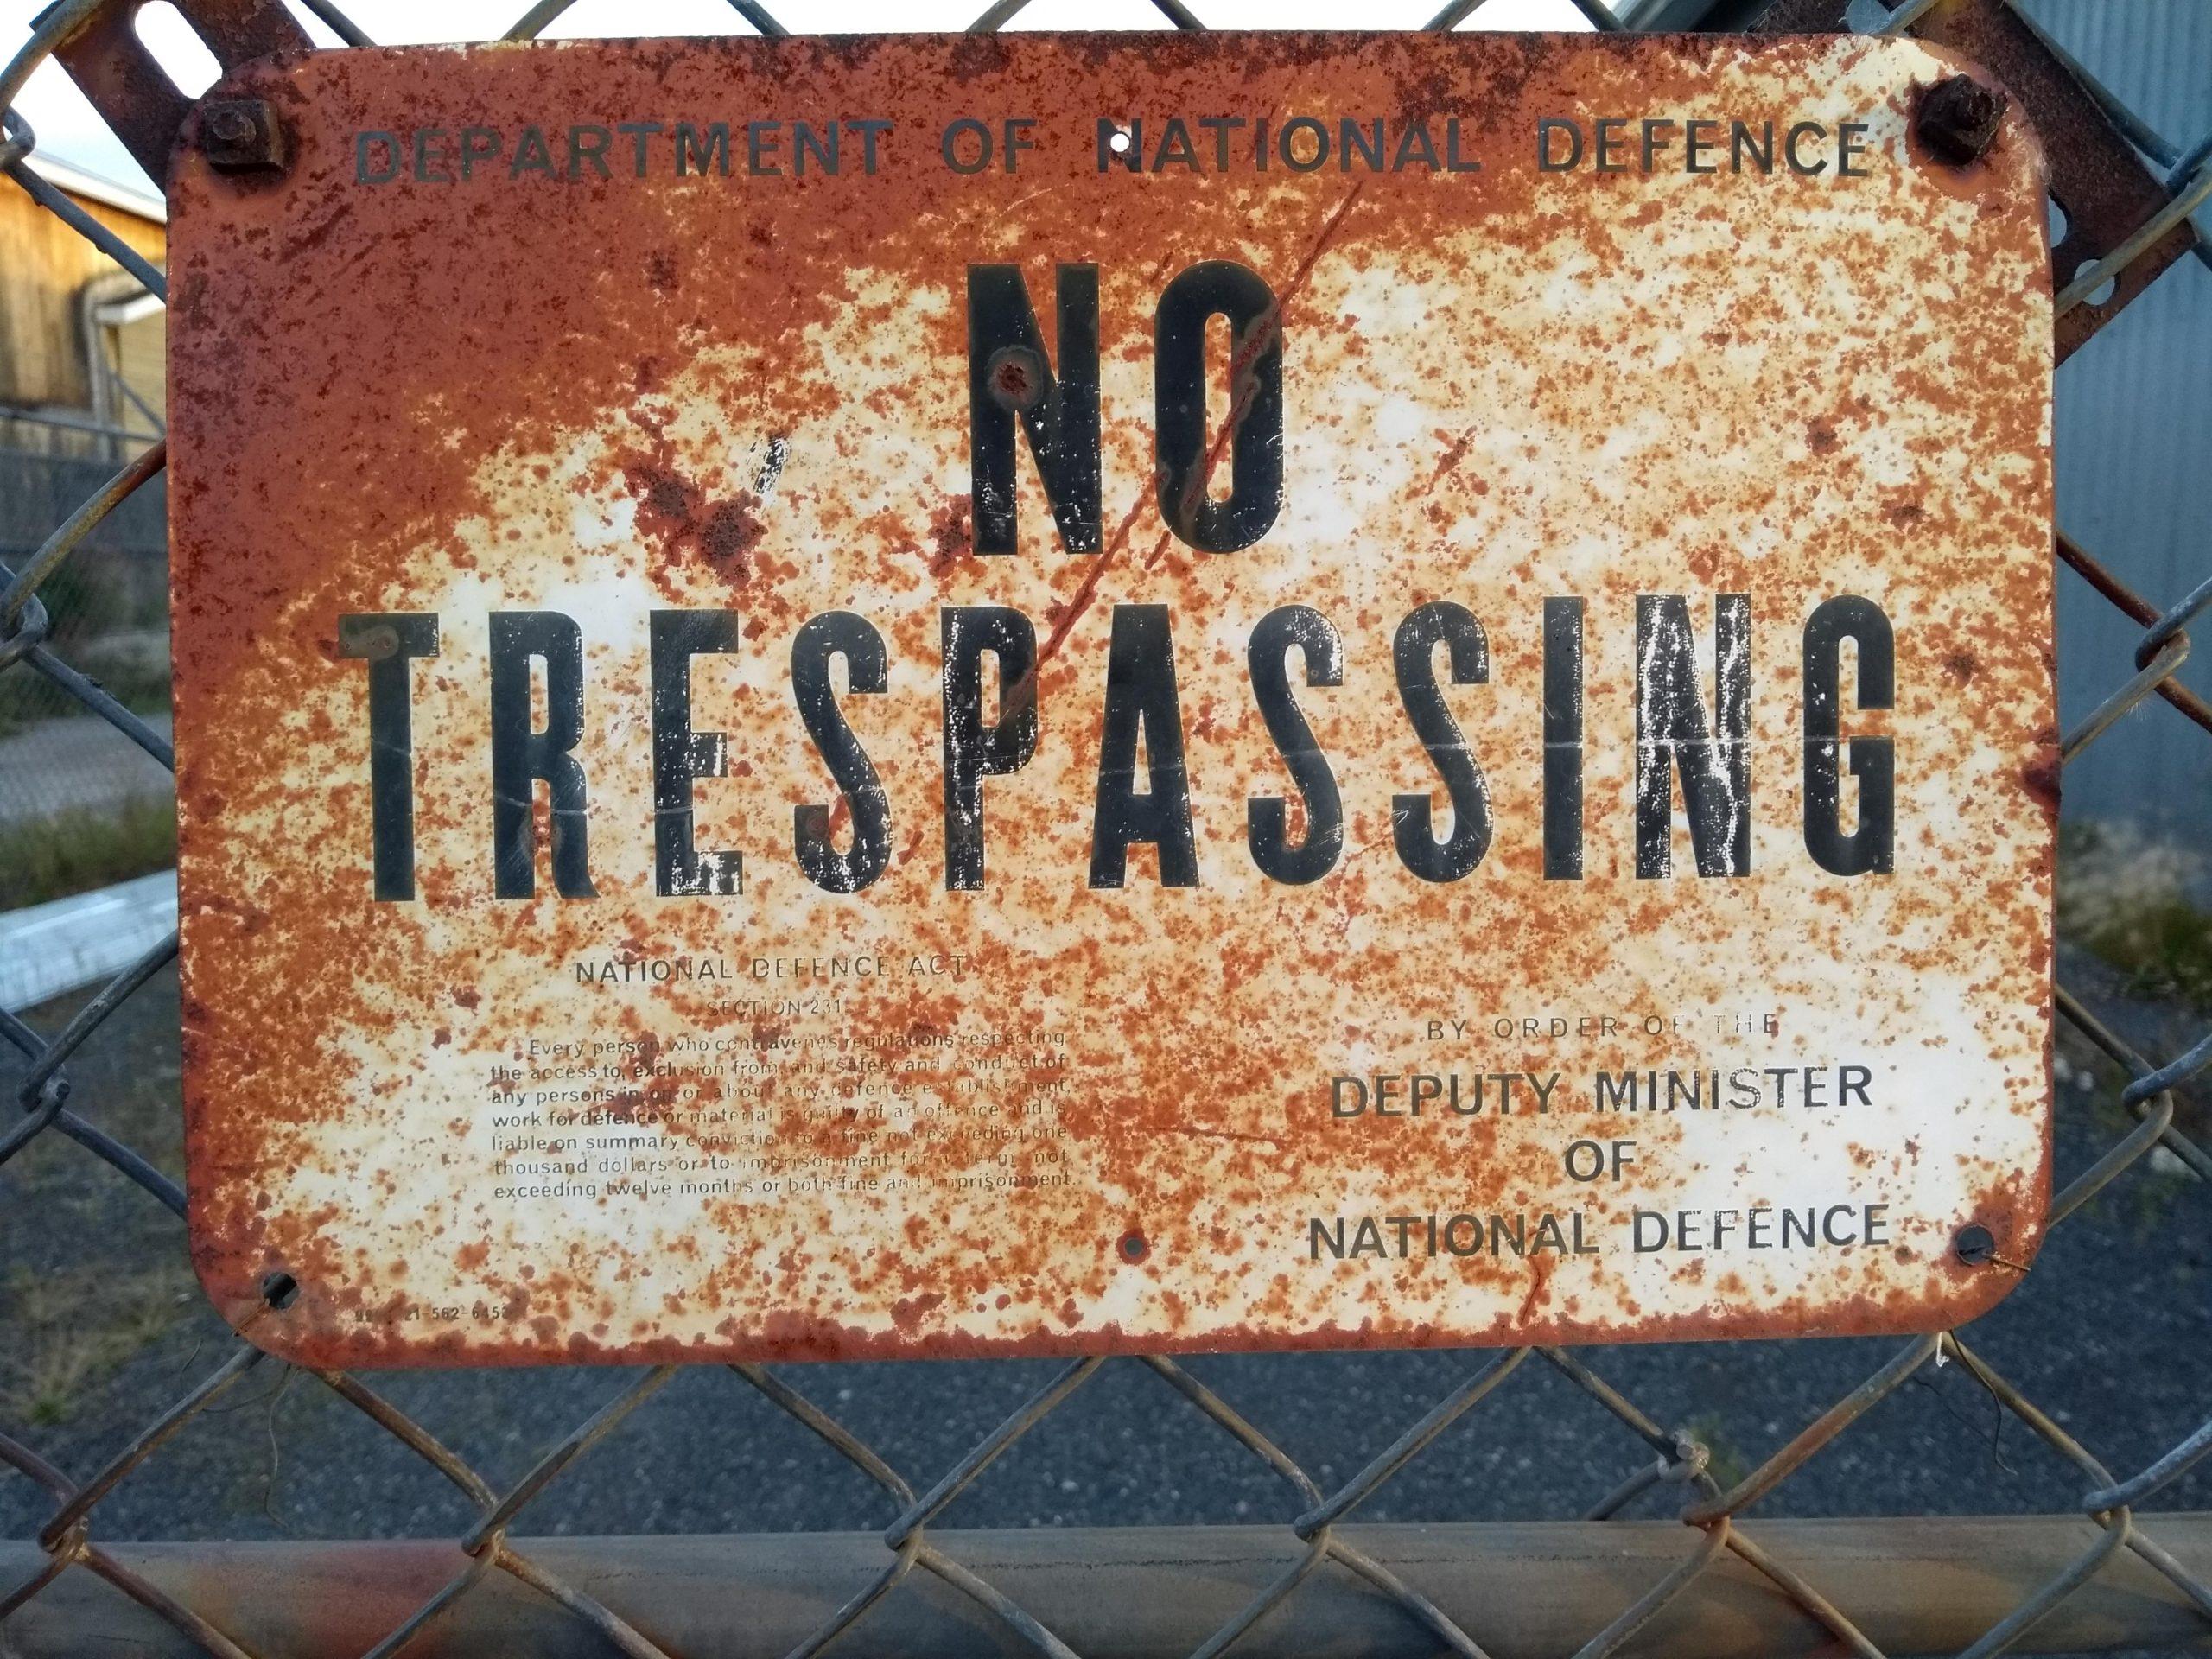 DEPARTMENT OF NATIONAL DEFENCE
NO
TRESPASSING
NATIONAL DEFENCE ACT
SECTION 231
Every person who contravenes regulations respecting
the access to, exclusion from, and safety and conduct of
any persons in, on or about any defence establishment,
work for defence or material is guilty of an offence and is
liable on summary conviction to a fine not exceeding one
thousand dollars or to imprisonment for a term not
exceeding twelve months or both fine and imprisonment.
BY ORDER OF THE
DEPUTY MINISTER
OF
NATIONAL DEFENCE